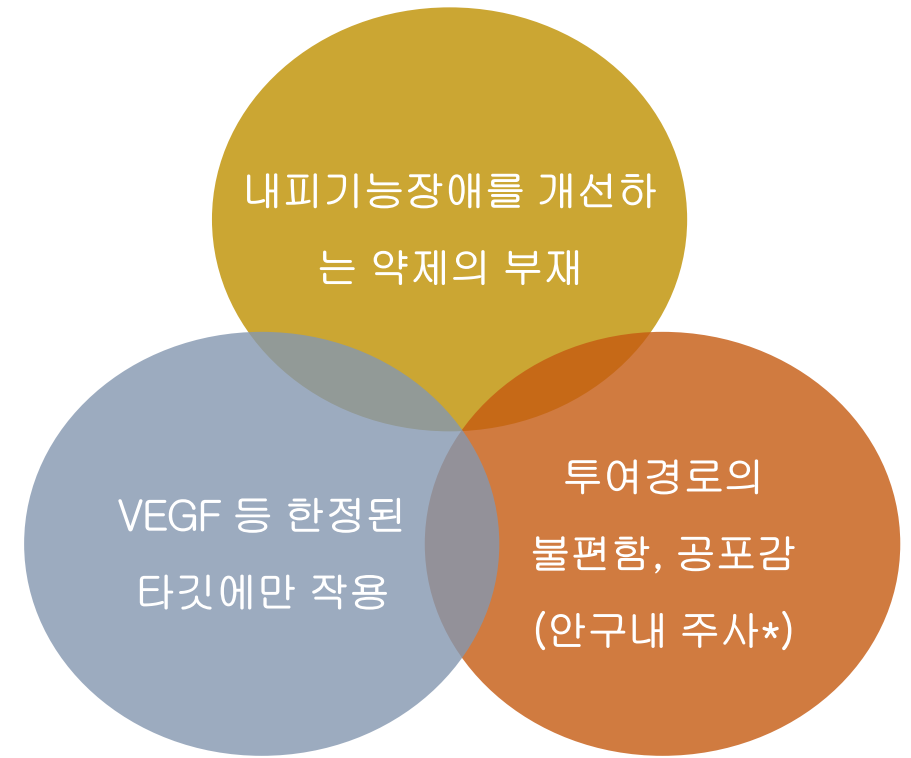 내피기능장애를 개선하
는 약제의 부재
VEGF 등 한정된
타깃에만 작용
투여경로의
불편함, 공포감
(안구내 주사*)